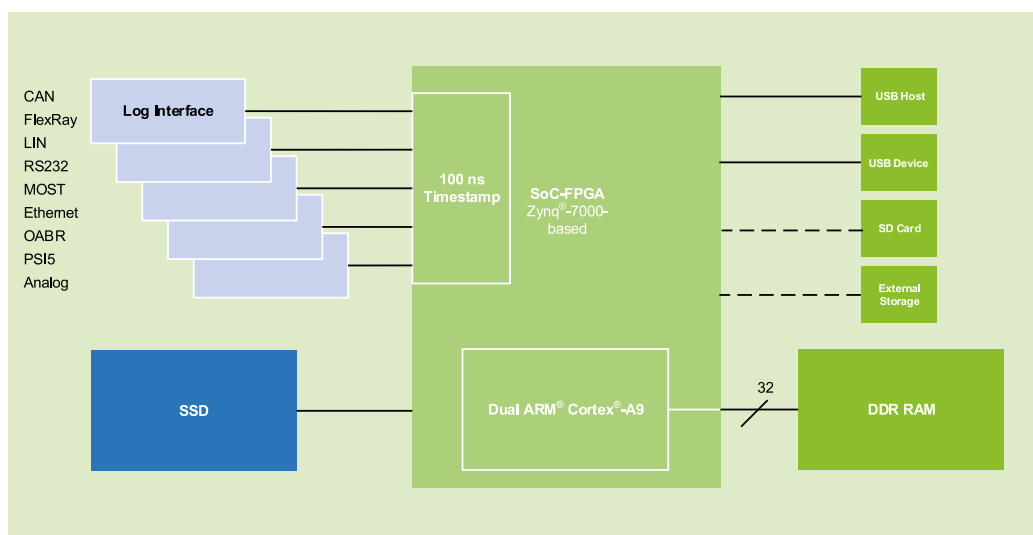 CAN
FlexRay
LIN
RS232
MOST
Ethernet
OABR
PSI5
Analog
Log Interface
100 ns
Timestamp
SoC-FPGA
Zynq®-7000-
based
USB Host
USB Device
SD Card
External
Storage
SSD
Dual ARM® Cortex®-A9
32
DDR RAM